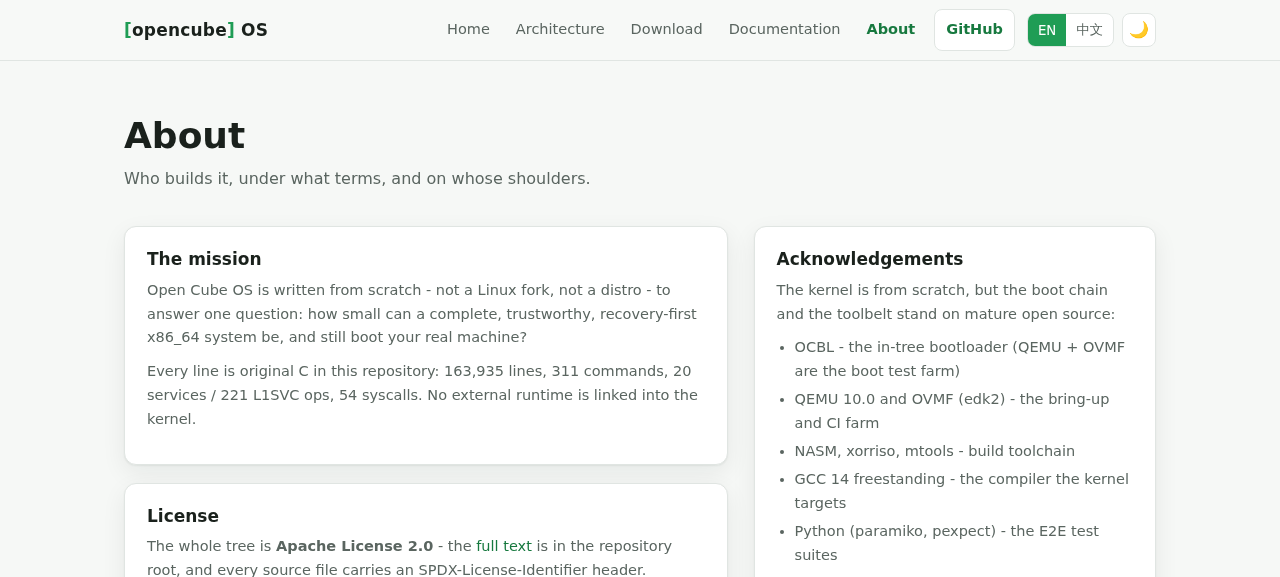 [opencube] OS
Home
Architecture
Download
Documentation
About
GitHub
EN
中文
About
Who builds it, under what terms, and on whose shoulders.
The mission
Open Cube OS is written from scratch - not a Linux fork, not a distro - to
answer one question: how small can a complete, trustworthy, recovery-first
x86_64 system be, and still boot your real machine?
Every line is original C in this repository: 163,935 lines, 311 commands, 20
services / 221 L1SVC ops, 54 syscalls. No external runtime is linked into the
kernel.
License
The whole tree is Apache License 2.0 - the full text is in the repository
root, and every source file carries an SPDX-License-Identifier header.
Acknowledgements
The kernel is from scratch, but the boot chain
and the toolbelt stand on mature open source:
• OCBL - the in-tree bootloader (QEMU + OVMF
are the boot test farm)
• QEMU 10.0 and OVMF (edk2) - the bring-up
and CI farm
• NASM, xorriso, mtools - build toolchain
• GCC 14 freestanding - the compiler the kernel
targets
• Python (paramiko, pexpect) - the E2E test
suites